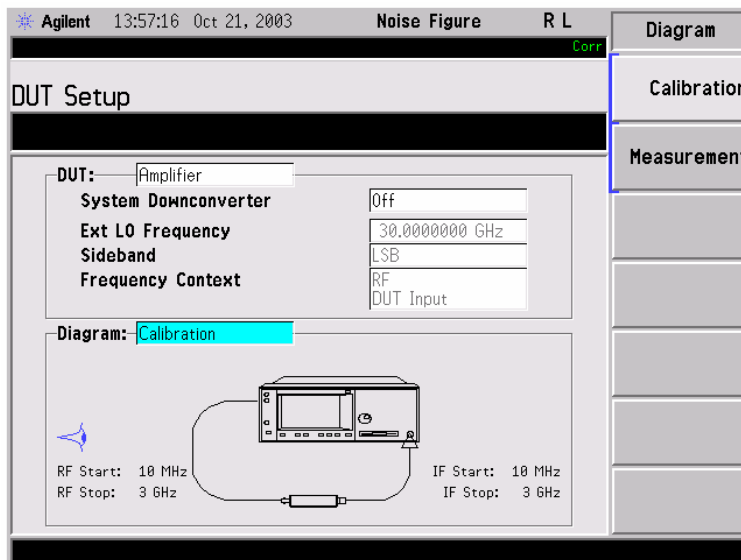 Agilent 13:57:16 Oct 21, 2003 Noise Figure R L
Corr
Diagram
DUT Setup
Calibration
Measurement
DUT: Amplifier
System Downconverter Off
Ext LO Frequency 30.0000000 GHz
Sideband LSB
Frequency Context RF
DUT Input
Diagram: Calibration
RF Start: 10 MHz IF Start: 10 MHz
RF Stop: 3 GHz IF Stop: 3 GHz